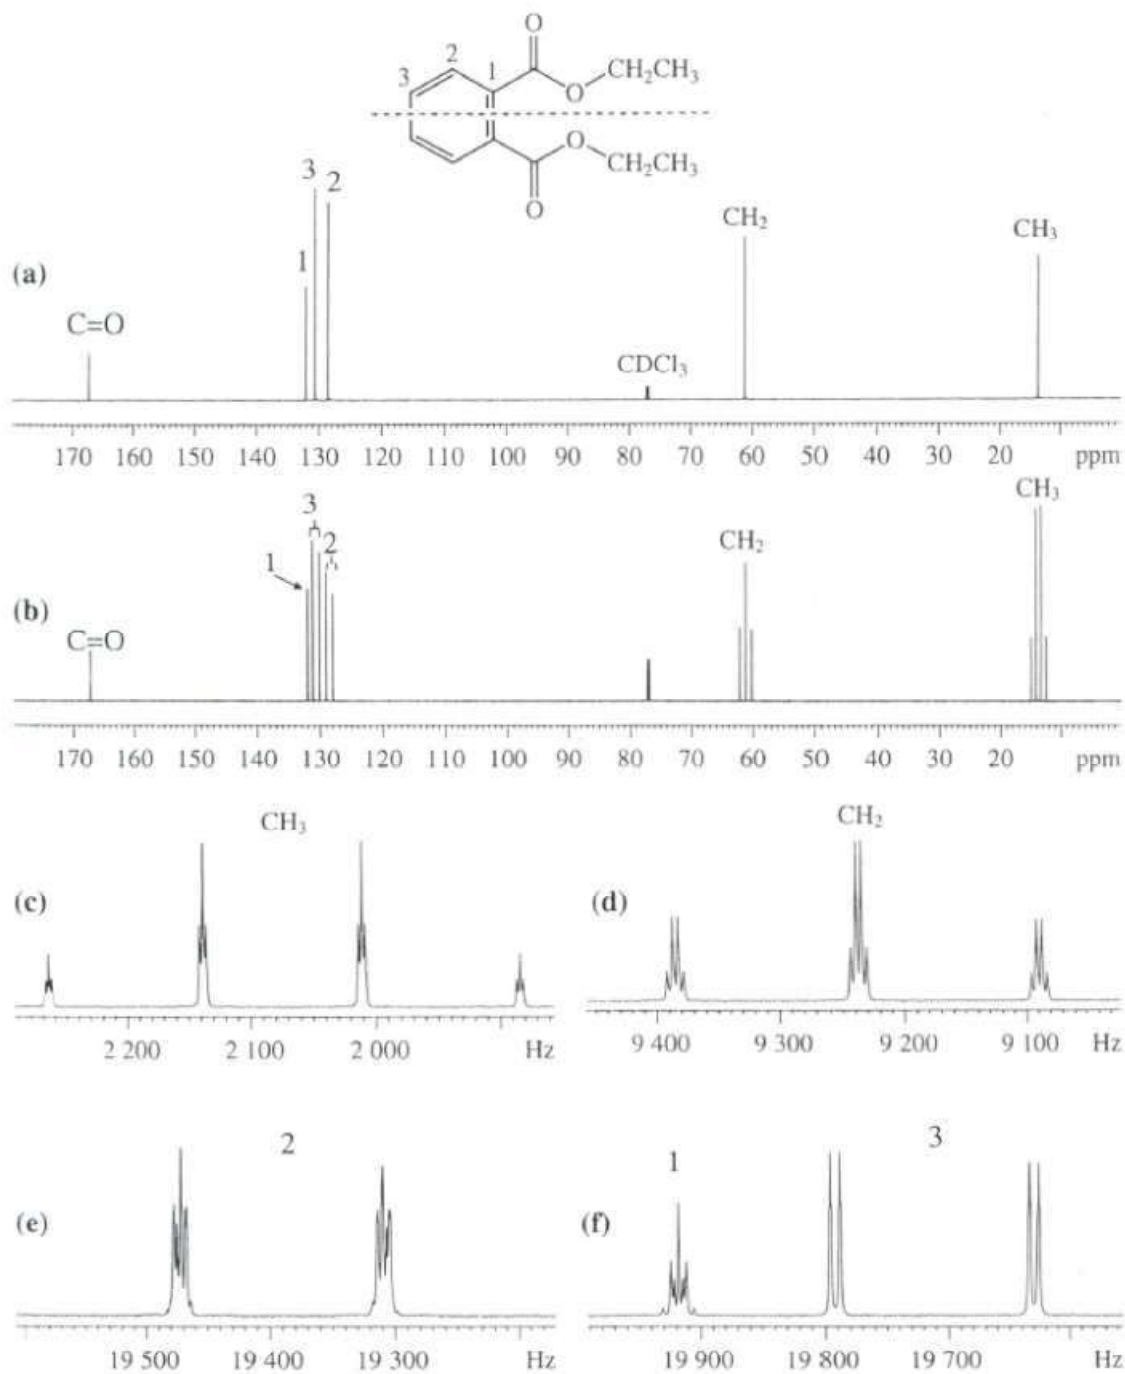 O
2
3
1
CH₂CH₃
O
O
CH₂CH₃
O
3
2
1
C=O
CDCl₃
CH₂
CH₃
(a)
170 160 150 140 130 120 110 100 90 80 70 60 50 40 30 20 ppm
3
2
1
C=O
CH₂
CH₃
(b)
170 160 150 140 130 120 110 100 90 80 70 60 50 40 30 20 ppm
CH₃
(c)
2 200 2 100 2 000 Hz
CH₂
(d)
9 400 9 300 9 200 9 100 Hz
2
(e)
19 500 19 400 19 300 Hz
1
3
(f)
19 900 19 800 19 700 Hz